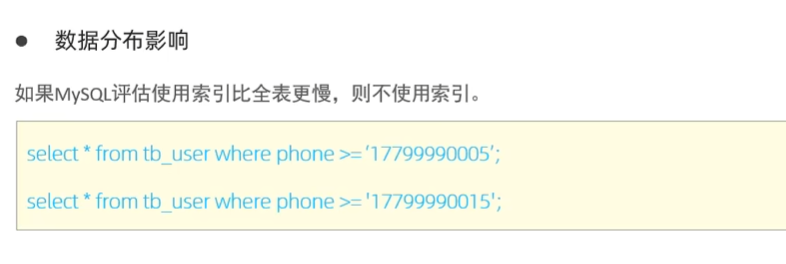 ● 数据分布影响
如果MySQL评估使用索引比全表更慢，则不使用索引。
select * from tb_user where phone >= ‘17799990005’;
select * from tb_user where phone >= '17799990015';